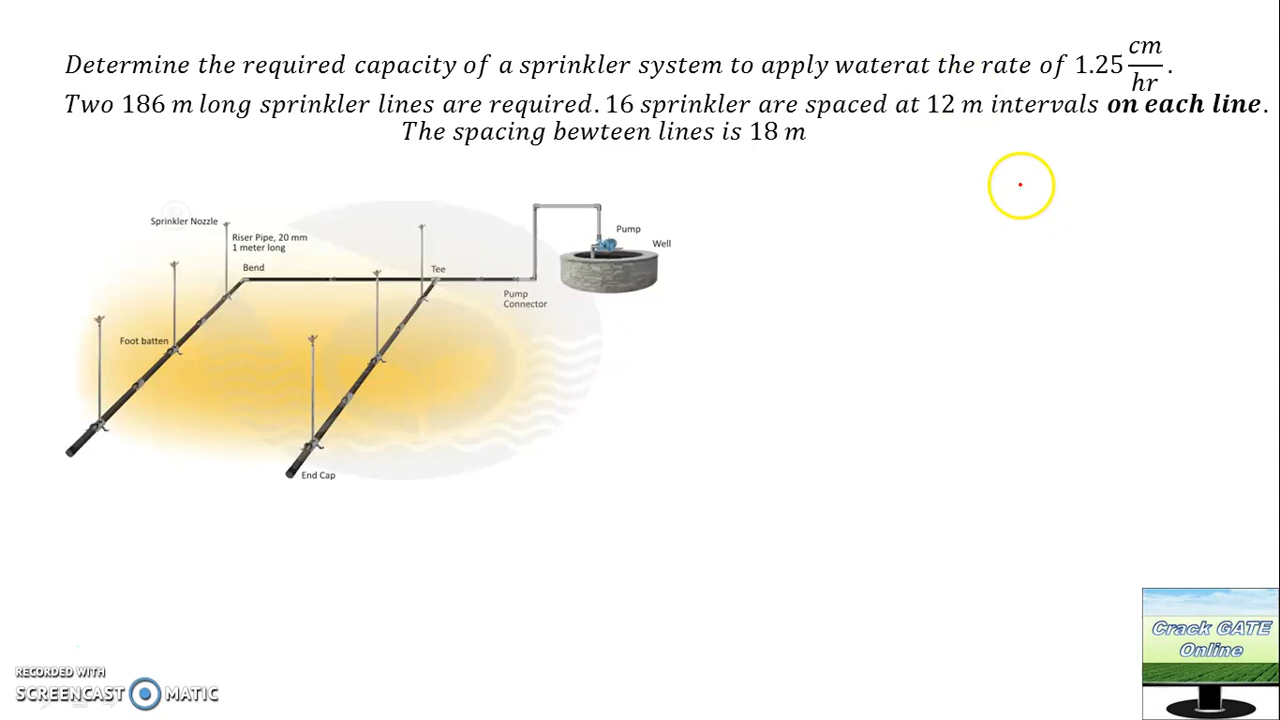 Determine the required capacity of a sprinkler system to apply waterat the rate of 1.25 cm/hr.
Two 186 m long sprinkler lines are required. 16 sprinkler are spaced at 12 m intervals on each line.
The spacing bewteen lines is 18 m
Sprinkler Nozzle
Riser Pipe, 20 mm
1 meter long
Bend
Tee
Pump
Well
Pump
Connector
Foot batten
End Cap
Crack GATE
Online
RECORDED WITH
SCREENCAST MATIC